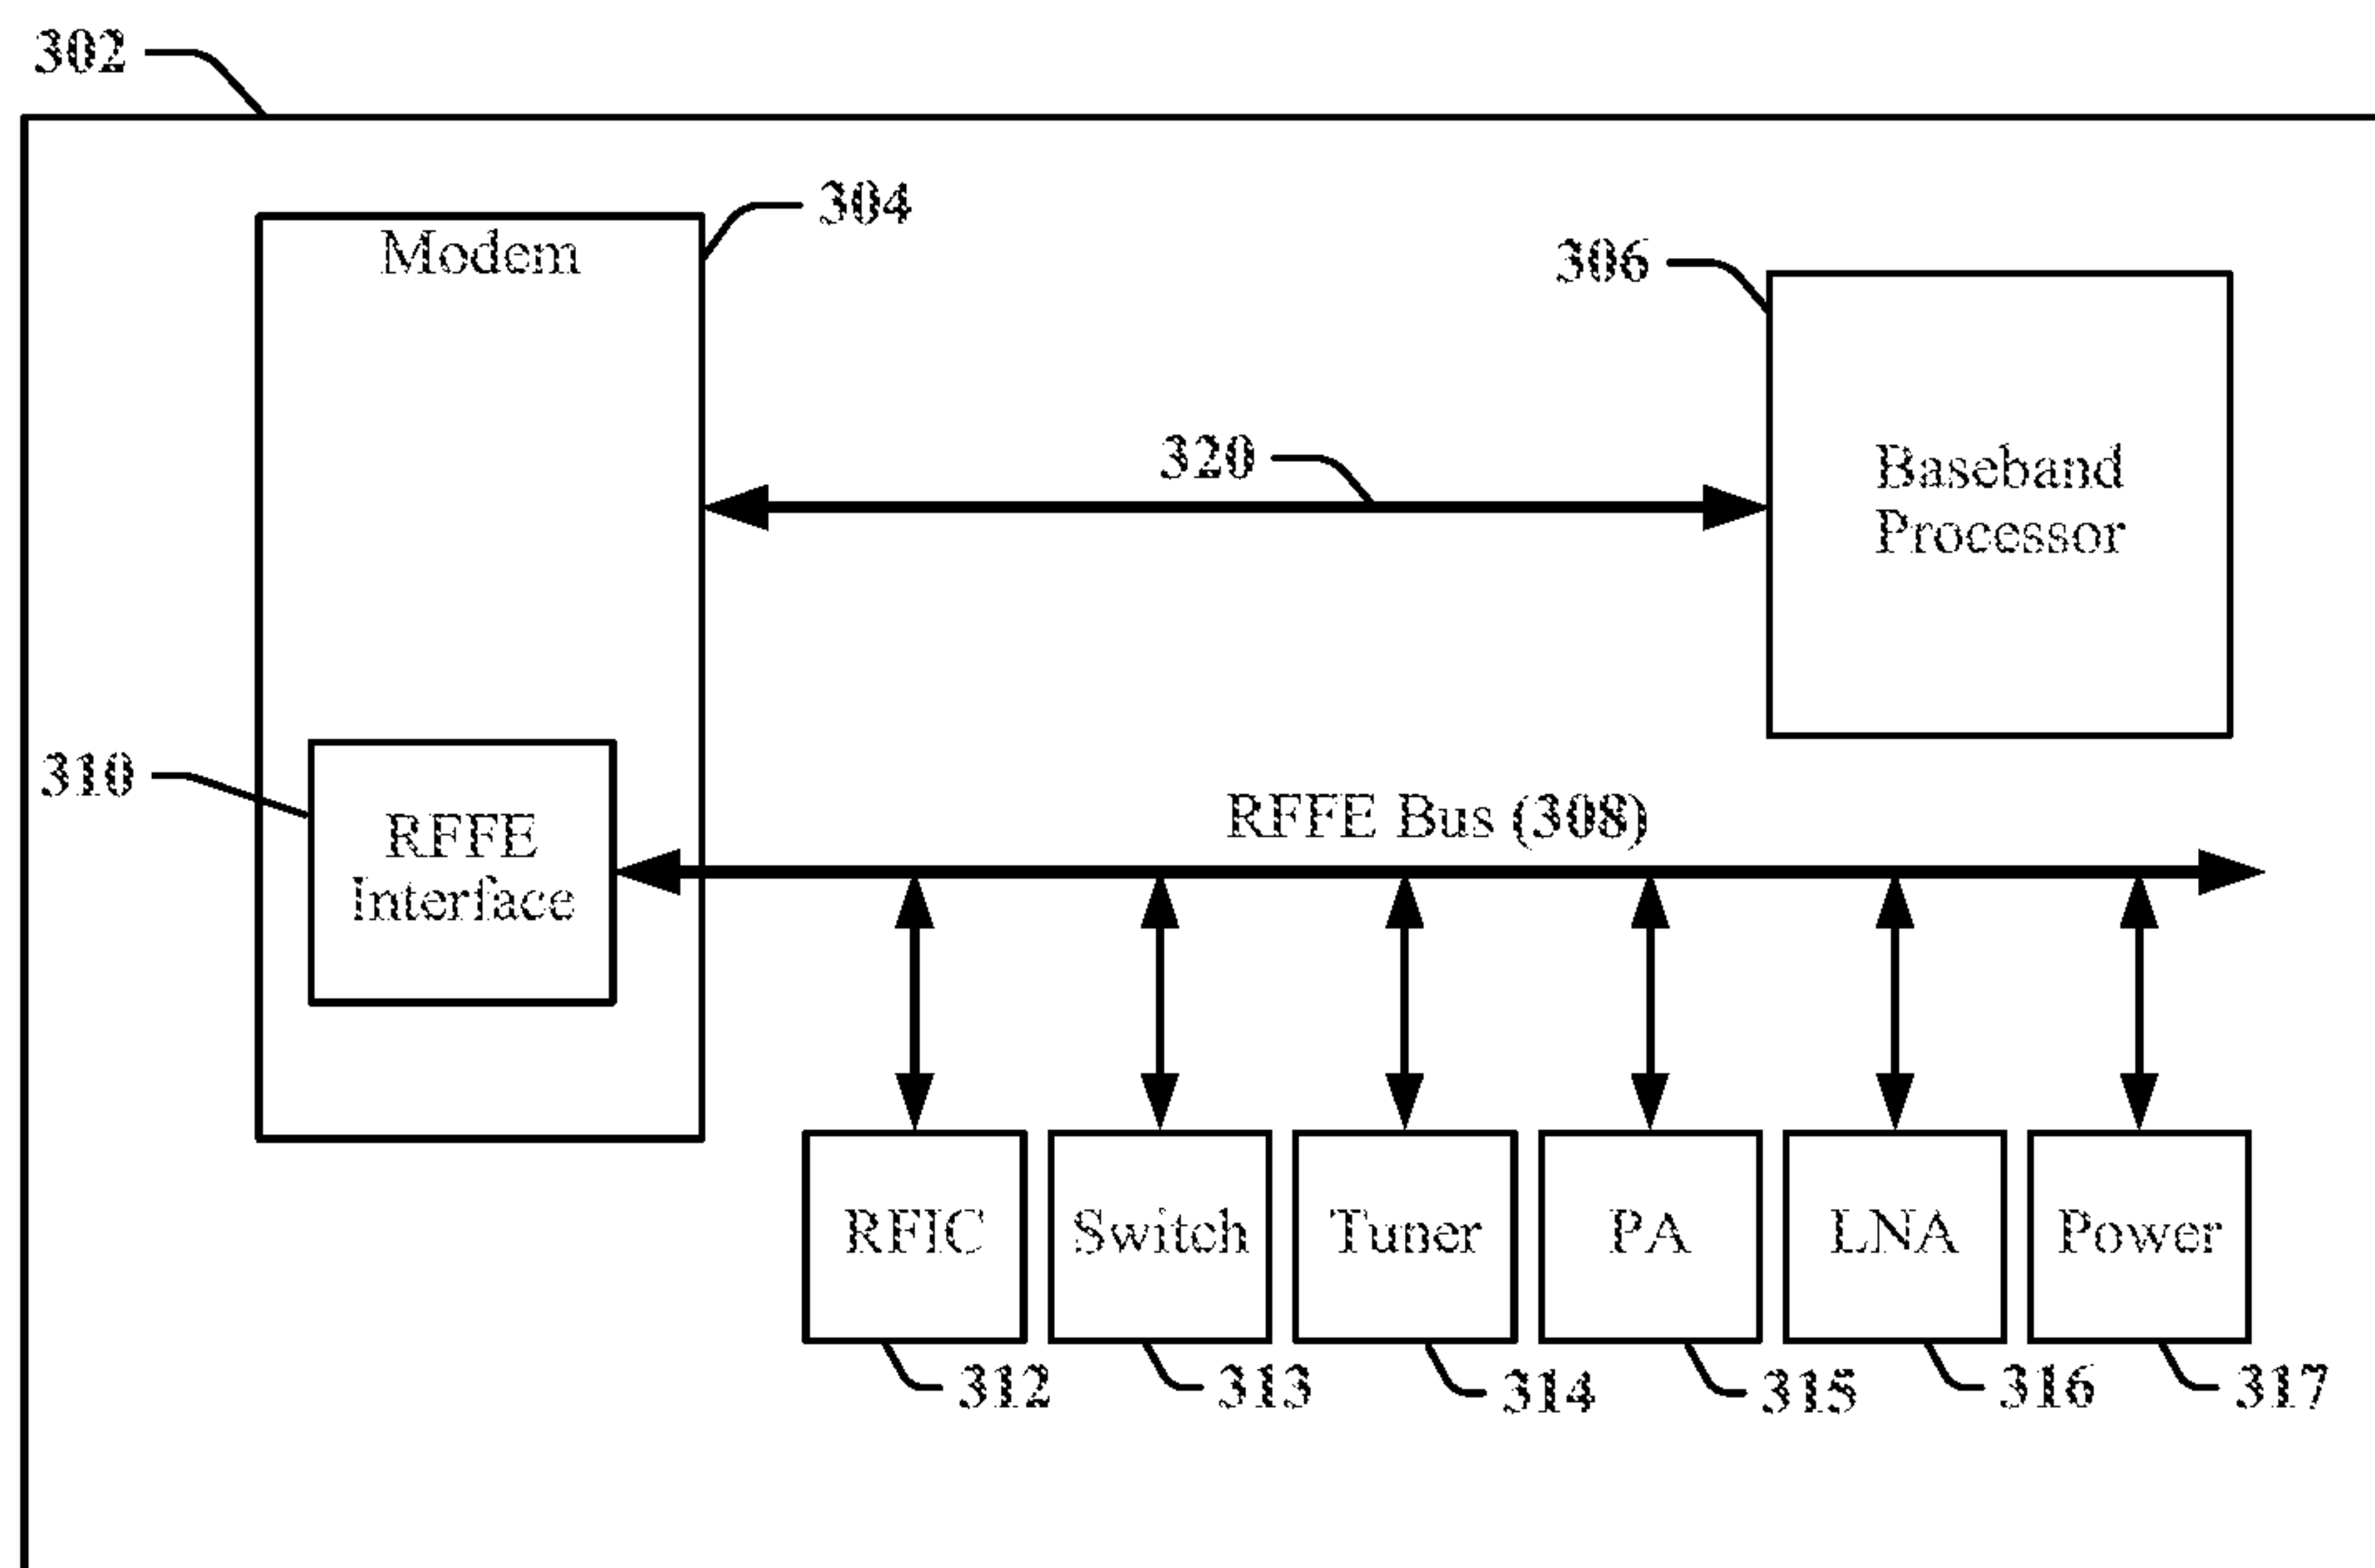 302
304
Modem
306
320
Baseband
Processor
310
RFFE Bus (308)
RFFE
Interface
RFIC
Switch
Tuner
PA
LNA
Power
312
313
314
315
316
317